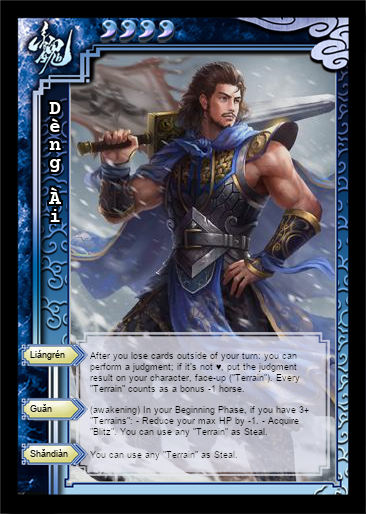 魏
Dèng Ài
Liángrén
After you lose cards outside of your turn: you can
perform a judgment; if it's not ♥, put the judgment
result on your character, face-up ("Terrain"). Every
"Terrain" counts as a bonus -1 horse.
Guǎn
(awakening) In your Beginning Phase, if you have 3+
"Terrains": - Reduce your max HP by -1. - Acquire
"Blitz": You can use any "Terrain" as Steal.
Shǎndiàn
You can use any "Terrain" as Steal.